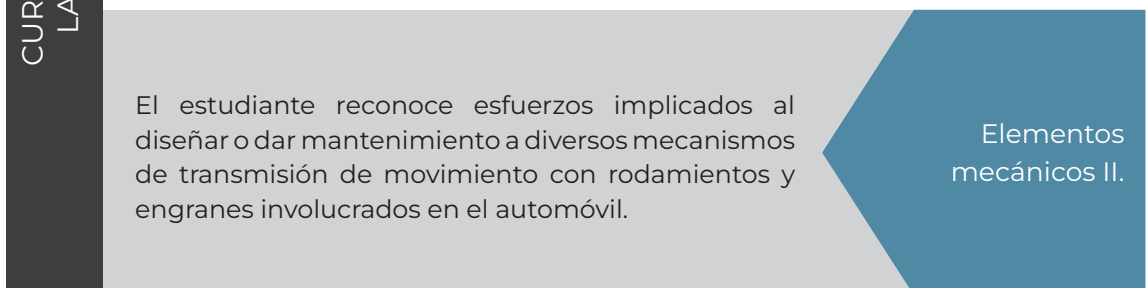 CUR
LA
El estudiante reconoce esfuerzos implicados al
diseñar o dar mantenimiento a diversos mecanismos
de transmisión de movimiento con rodamientos y
engranes involucrados en el automóvil.
Elementos
mecánicos II.